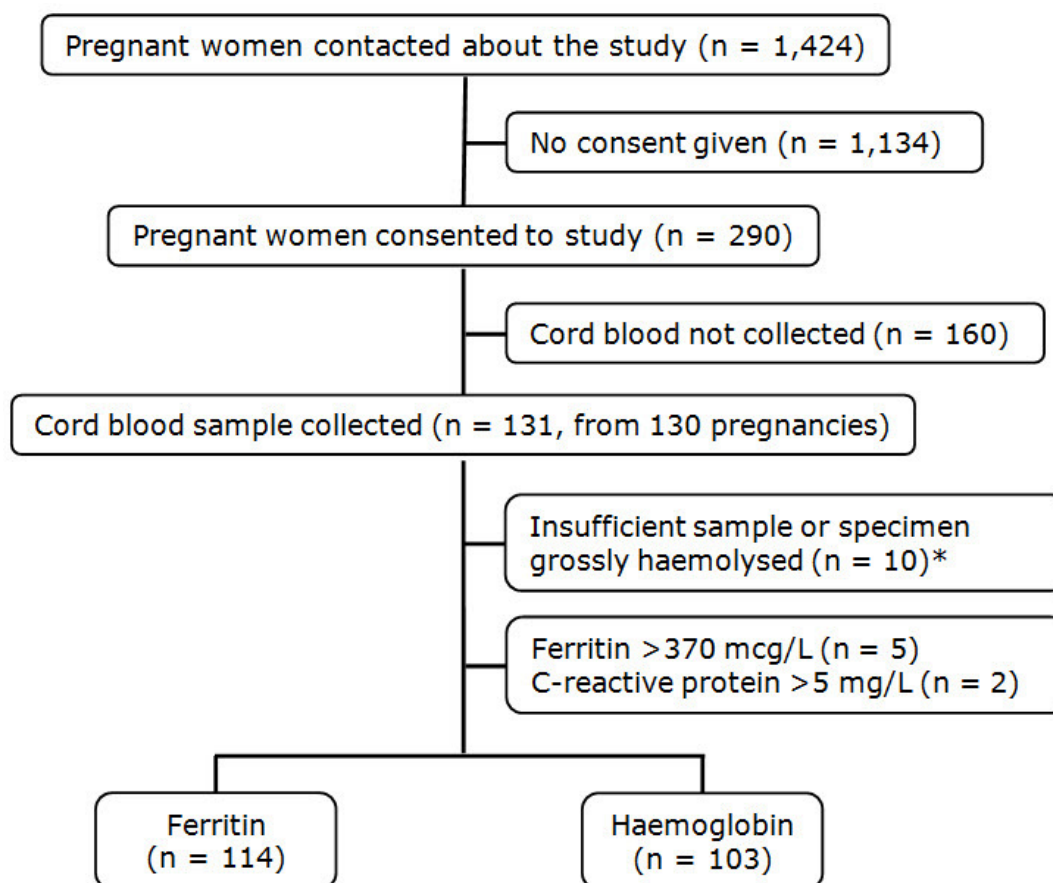 Pregnant women contacted about the study (n = 1,424)
No consent given (n = 1,134)
Pregnant women consented to study (n = 290)
Cord blood not collected (n = 160)
Cord blood sample collected (n = 131, from 130 pregnancies)
Insufficient sample or specimen
grossly haemolysed (n = 10)*
Ferritin >370 mcg/L (n = 5)
C-reactive protein >5 mg/L (n = 2)
Ferritin
(n = 114)
Haemoglobin
(n = 103)